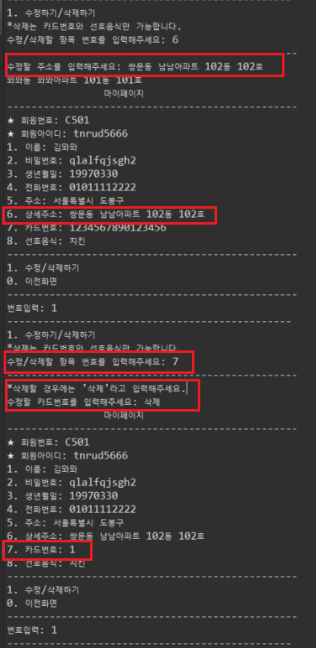 1. 수정하기/삭제하기
*삭제는 카드번호와 선호음식만 가능합니다.
수정/삭제할 항목 번호를 입력해주세요: 6
수정할 주소를 입력해주세요: 쌍문동 남남아파트 102동 102호
와와동 와와아파트 101동 101호
마이페이지
★ 회원번호: C501
★ 회원아이디: tnrud5666
1. 이름: 김와와
2. 비밀번호: qlalfqjsgh2
3. 생년월일: 19970330
4. 전화번호: 01011112222
5. 주소: 서울특별시 도봉구
6. 상세주소: 쌍문동 남남아파트 102동 102호
7. 카드번호: 1234567890123456
8. 선호음식: 치킨
1. 수정/삭제하기
0. 이전화면
번호입력: 1
1. 수정하기/삭제하기
*삭제는 카드번호와 선호음식만 가능합니다.
수정/삭제할 항목 번호를 입력해주세요: 7
*삭제할 경우에는 '삭제'라고 입력해주세요.
수정할 카드번호를 입력해주세요: 삭제
마이페이지
★ 회원번호: C501
★ 회원아이디: tnrud5666
1. 이름: 김와와
2. 비밀번호: qlalfqjsgh2
3. 생년월일: 19970330
4. 전화번호: 01011112222
5. 주소: 서울특별시 도봉구
6. 상세주소: 쌍문동 남남아파트 102동 102호
7. 카드번호: 1
8. 선호음식: 치킨
1. 수정/삭제하기
0. 이전화면
번호입력: 1